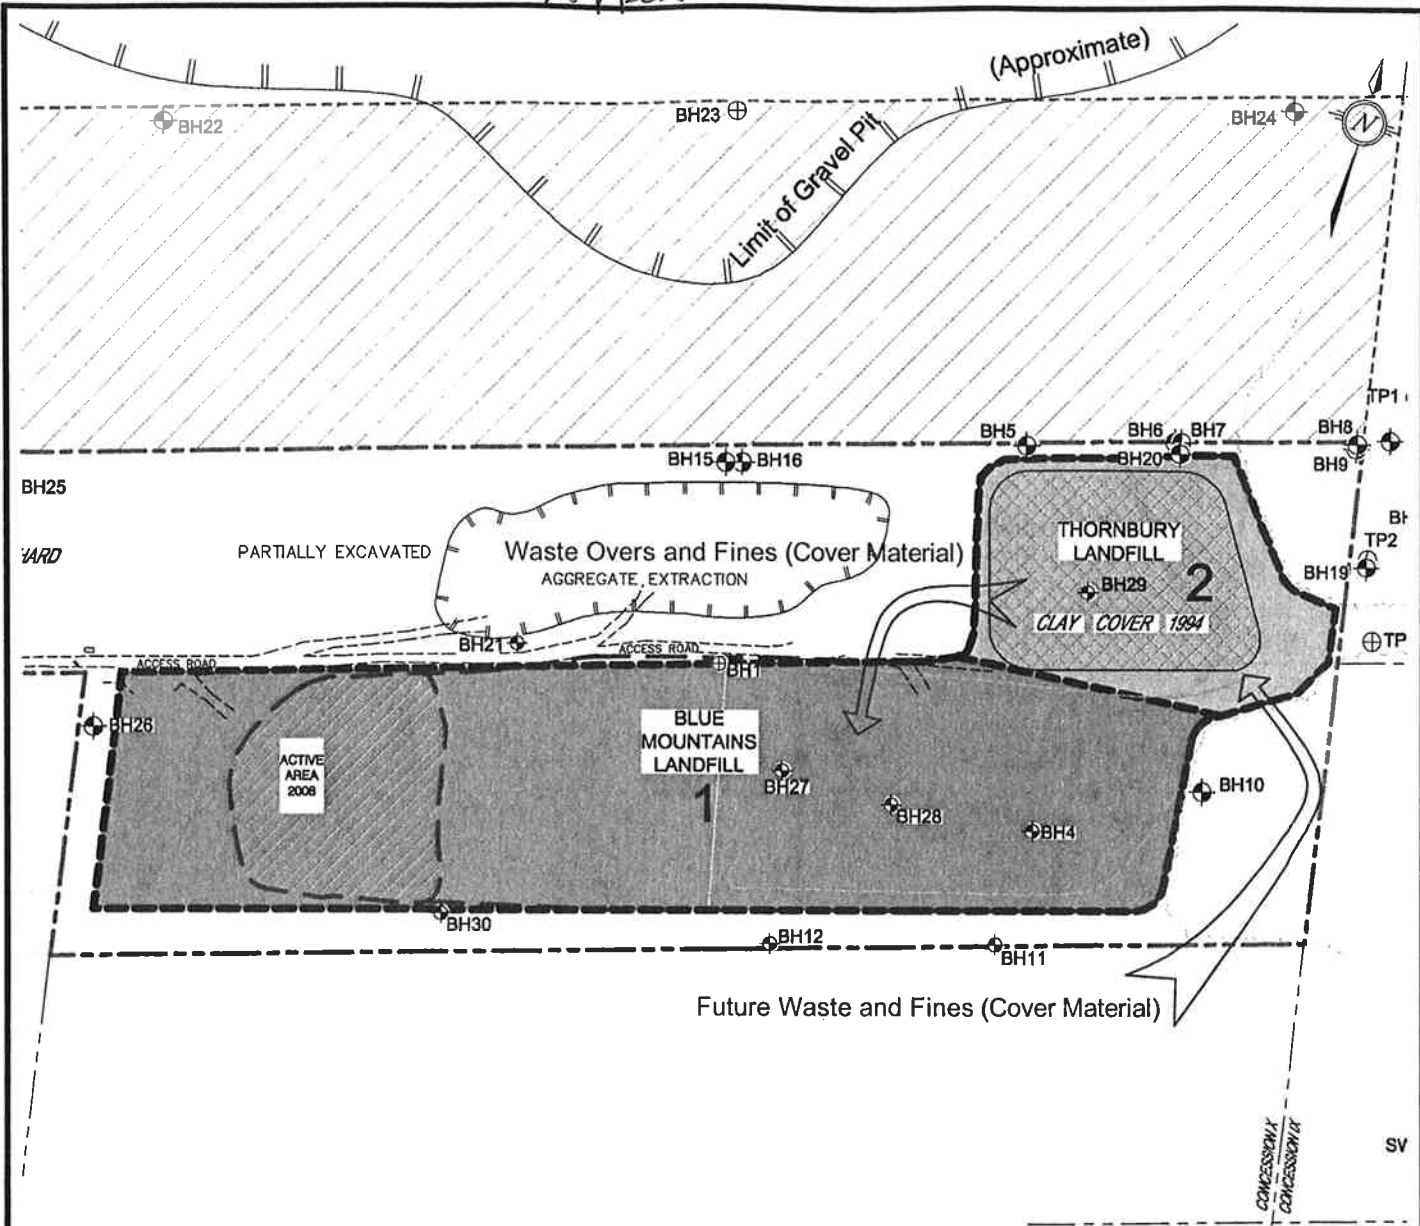 (Approximate)
BH22
BH23
BH24
N
Limit of Gravel Pit
TP1
BH5
BH6
BH7
BH8
BH15
BH16
BH20
BH9
BH25
THORNBURY
LANDFILL
PARTIALLY EXCAVATED
Waste Overs and Fines (Cover Material)
AGGREGATE EXTRACTION
TP2
BH19
BH29
2
CLAY COVER 1994
BH21
ACCESS ROAD
ACCESS ROAD
BH1
TP
BH26
BLUE
MOUNTAINS
LANDFILL
1
ACTIVE
AREA
2008
BH27
BH28
BH4
BH10
BH30
BH12
BH11
Future Waste and Fines (Cover Material)
CONCESSION X
CONCESSION IX